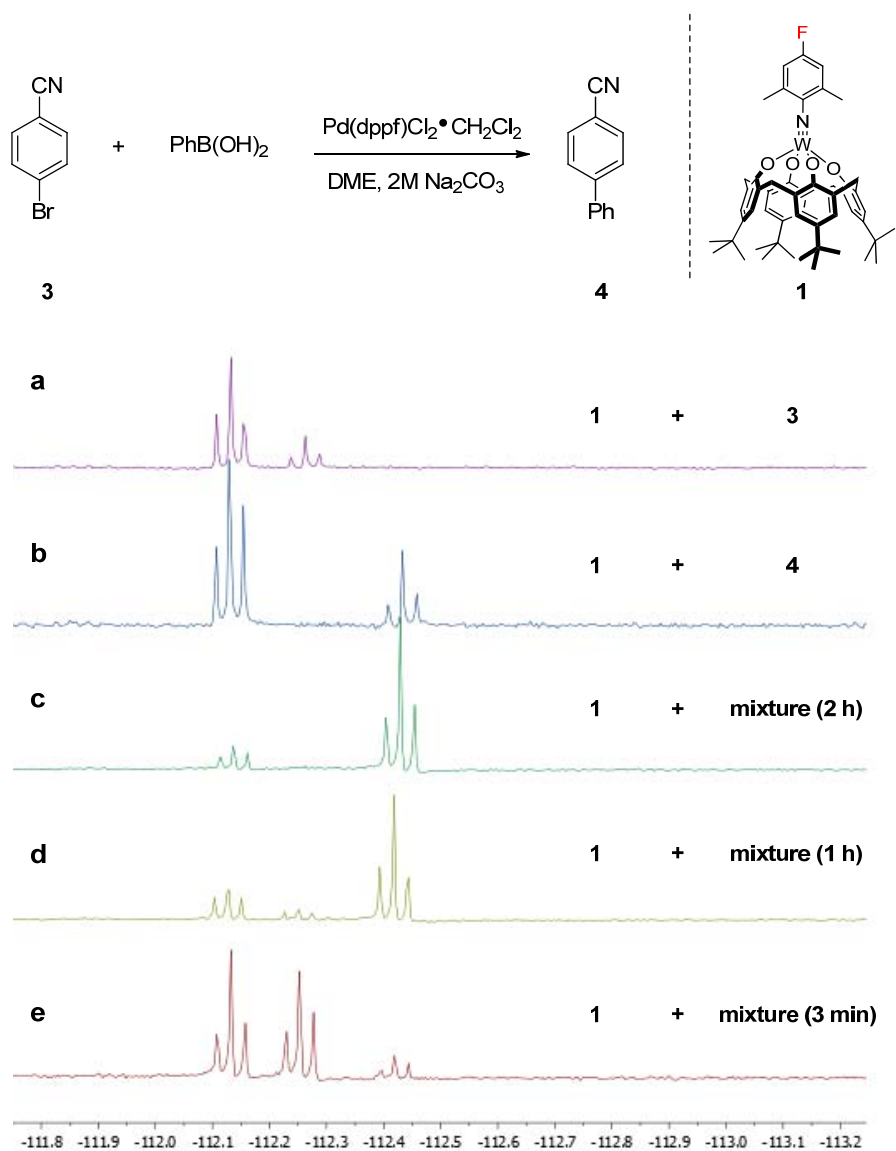 CN
Br
+
PhB(OH)2
Pd(dppf)Cl2•CH2Cl2
DME, 2M Na2CO3
CN
Ph
F
N
W
O
O
O
O
3
4
1
a
1 + 3
b
1 + 4
c
1 + mixture (2 h)
d
1 + mixture (1 h)
e
1 + mixture (3 min)
-111.8 -111.9 -112.0 -112.1 -112.2 -112.3 -112.4 -112.5 -112.6 -112.7 -112.8 -112.9 -113.0 -113.1 -113.2